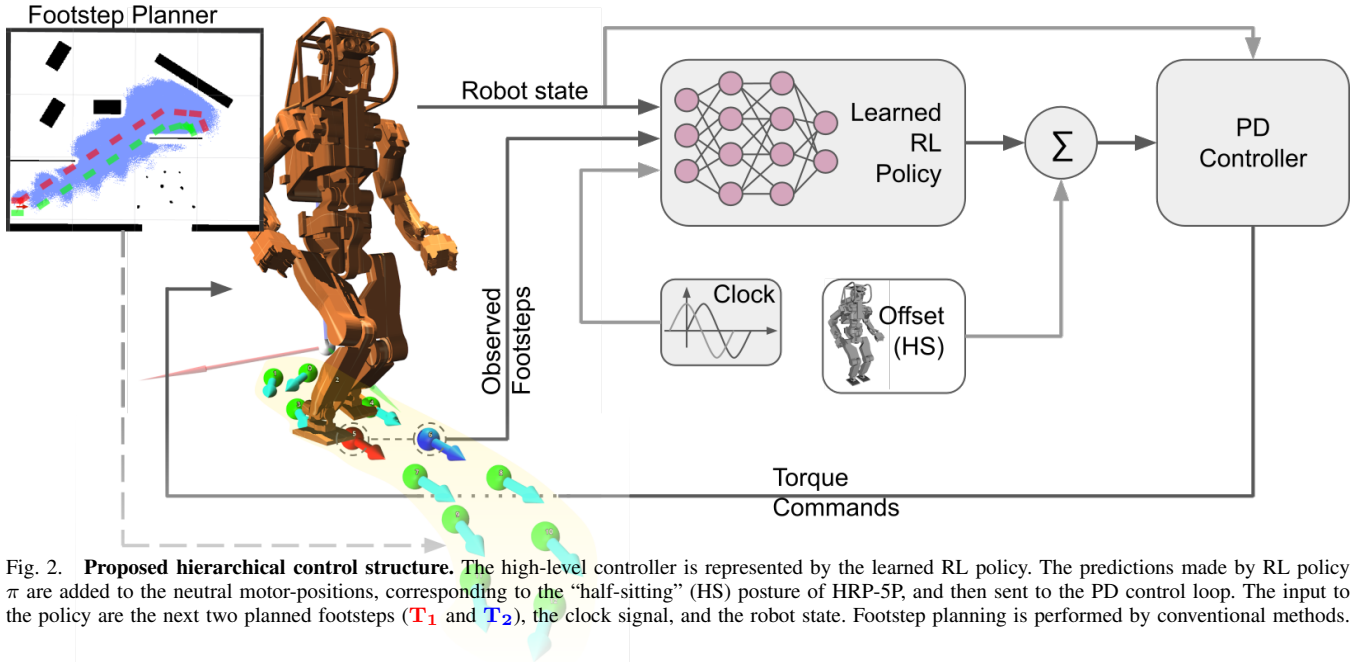 Footstep Planner
Robot state
Learned
RL
Policy
Σ
PD
Controller
Observed
Footsteps
Clock
Offset
(HS)
Torque
Commands
Fig. 2. Proposed hierarchical control structure. The high-level controller is represented by the learned RL policy. The predictions made by RL policy
π are added to the neutral motor-positions, corresponding to the “half-sitting” (HS) posture of HRP-5P, and then sent to the PD control loop. The input to
the policy are the next two planned footsteps (T₁ and T₂), the clock signal, and the robot state. Footstep planning is performed by conventional methods.